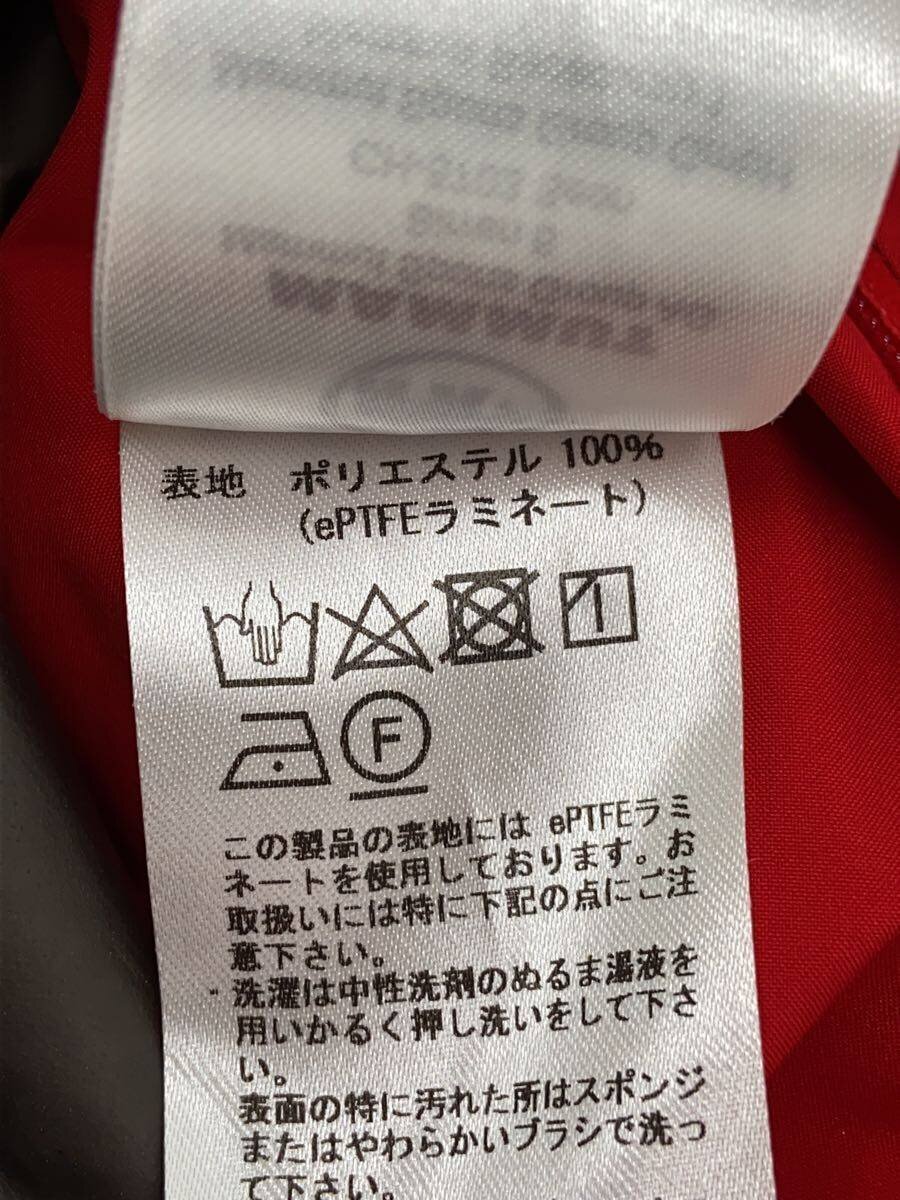 表地 ポリエステル 100%
(ePTFEラミネート)
F
この製品の表地には ePTFEラミ
ネートを使用しております。お
取扱いには特に下記の点にご注
意下さい。
・洗濯は中性洗剤のぬるま湯液を
用いかるく押し洗いをして下さ
い。
表面の特に汚れた所はスポンジ
またはやわらかいブラシで洗っ
て下さい。